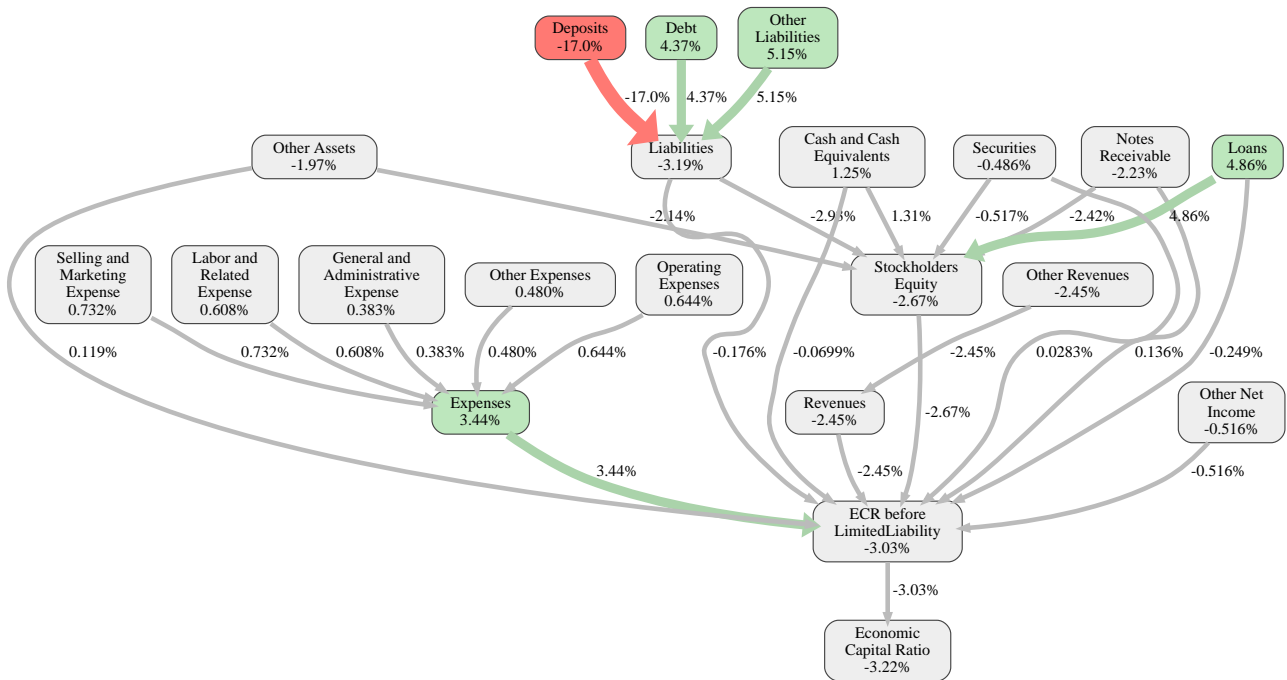 Deposits
-17.0%
Debt
4.37%
Other
Liabilities
5.15%
-17.0%
4.37%
5.15%
Other Assets
-1.97%
Liabilities
-3.19%
Cash and Cash
Equivalents
1.25%
Securities
-0.486%
Notes
Receivable
-2.23%
Loans
4.86%
-2.14%
-2.98%
1.31%
-0.517%
-2.42%
4.86%
Selling and
Marketing
Expense
0.732%
Labor and
Related
Expense
0.608%
General and
Administrative
Expense
0.383%
Other Expenses
0.480%
Operating
Expenses
0.644%
Stockholders
Equity
-2.67%
Other Revenues
-2.45%
0.119%
0.732%
0.608%
0.383%
0.480%
0.644%
-0.176%
-0.0699%
-2.45%
0.0283%
0.136%
-0.249%
Expenses
3.44%
Revenues
-2.45%
-2.67%
Other Net
Income
-0.516%
3.44%
-2.45%
-0.516%
ECR before
LimitedLiability
-3.03%
-3.03%
Economic
Capital Ratio
-3.22%